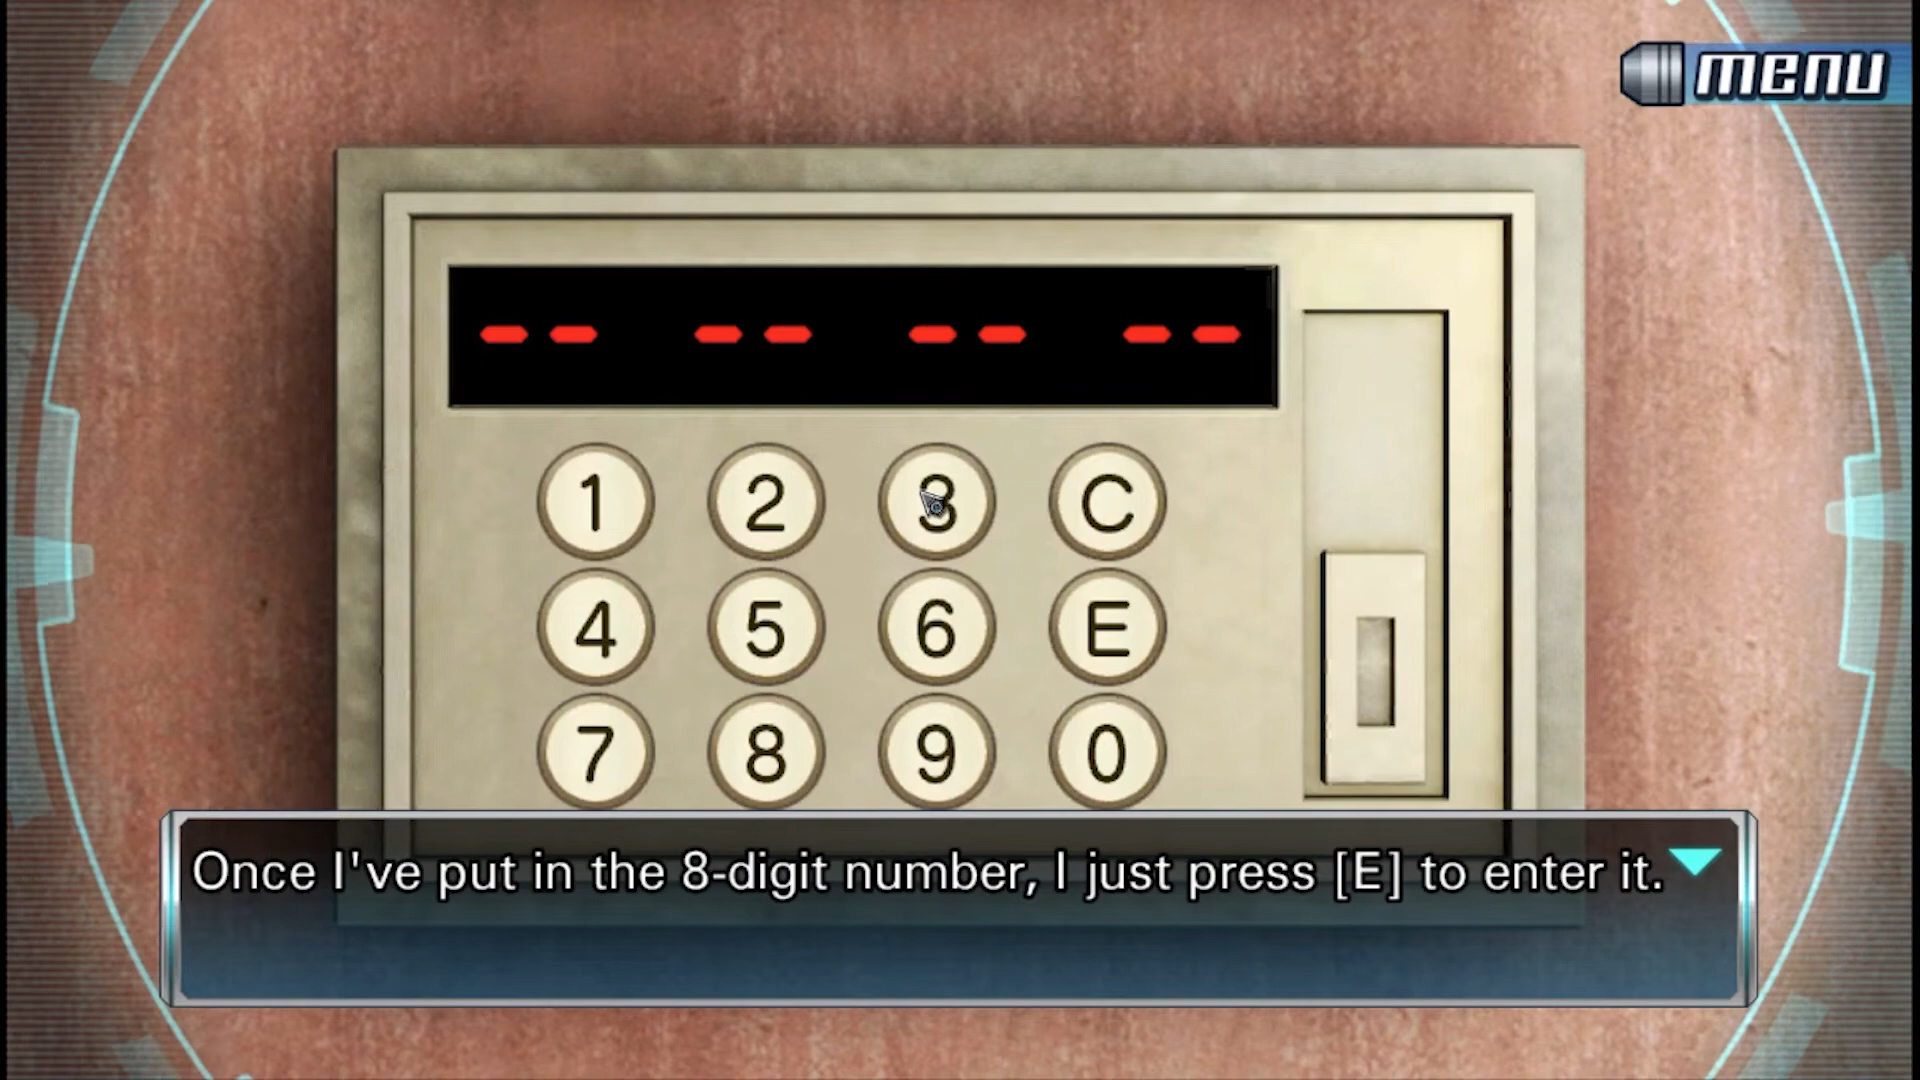 MENU
-- -- -- --
1 2 3 C
4 5 6 E
7 8 9 0
Once I've put in the 8-digit number, I just press [E] to enter it.